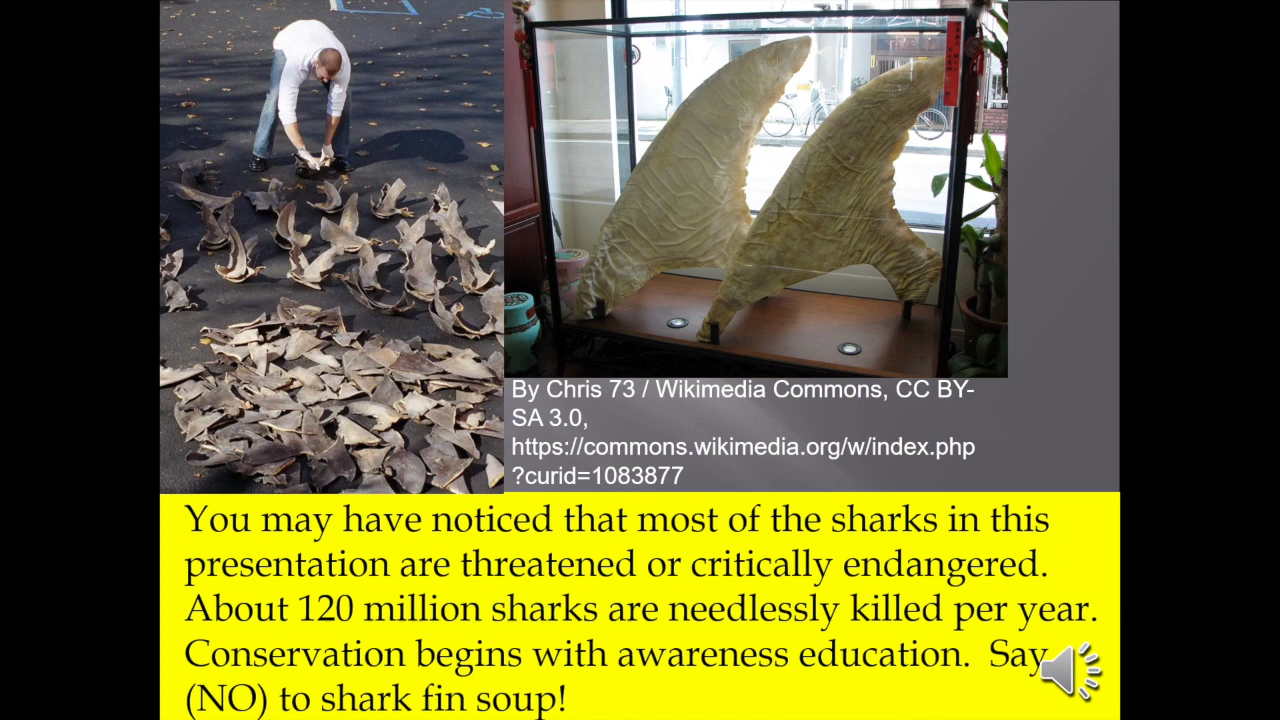 By Chris 73 / Wikimedia Commons, CC BY-
SA 3.0,
https://commons.wikimedia.org/w/index.php
?curid=1083877
You may have noticed that most of the sharks in this
presentation are threatened or critically endangered.
About 120 million sharks are needlessly killed per year.
Conservation begins with awareness education.  Say
(NO) to shark fin soup!